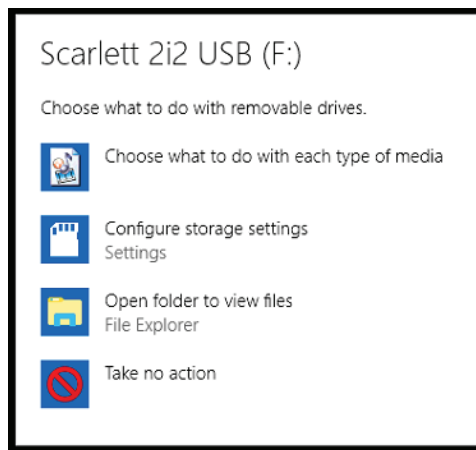 Scarlett 2i2 USB (F:)
Choose what to do with removable drives.
Choose what to do with each type of media
Configure storage settings
Settings
Open folder to view files
File Explorer
Take no action